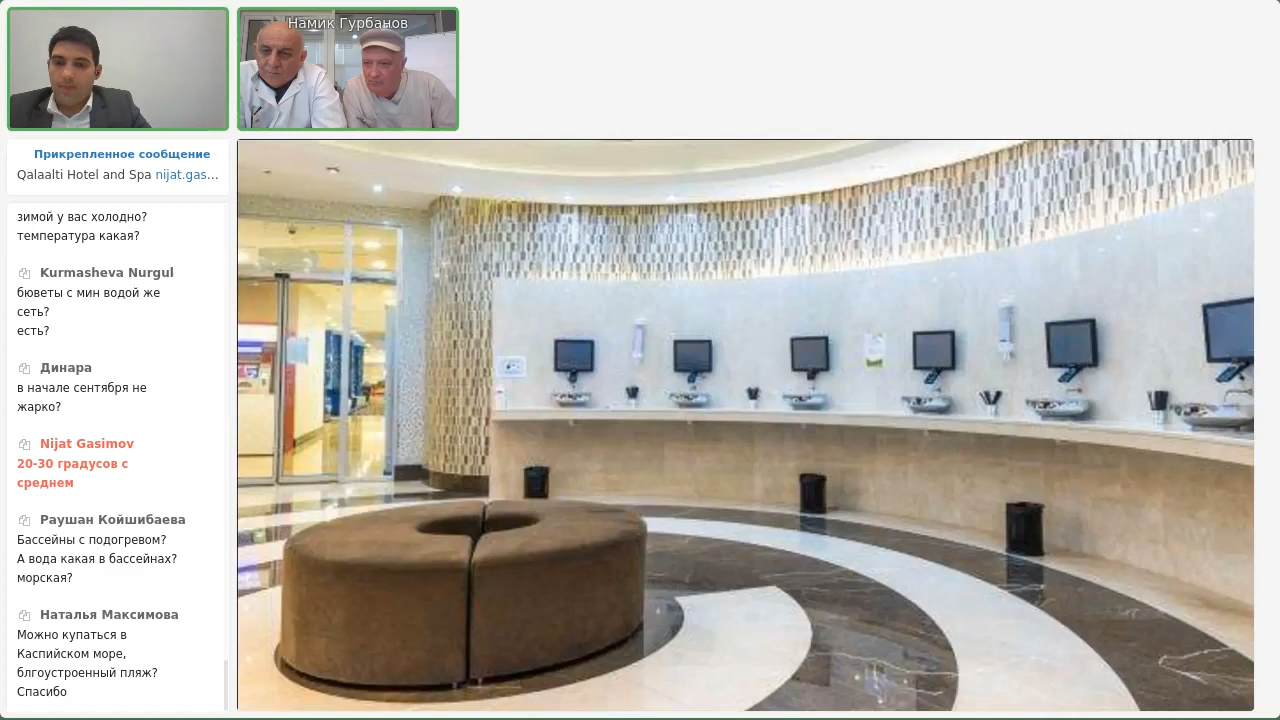 Намик Гурбанов
Прикрепленное сообщение
Qalaalti Hotel and Spa nijat.gas...
зимой у вас холодно?
температура какая?
Kurmasheva Nurgul
бюветы с мин водой же
сеть?
есть?
Динара
в начале сентября не
жарко?
Nijat Gasimov
20-30 градусов с
среднем
Раушан Койшибаева
Бассейны с подогревом?
А вода какая в бассейнах?
морская?
Наталья Максимова
Можно купаться в
Каспийском море,
блгоустроенный пляж?
Спасибо